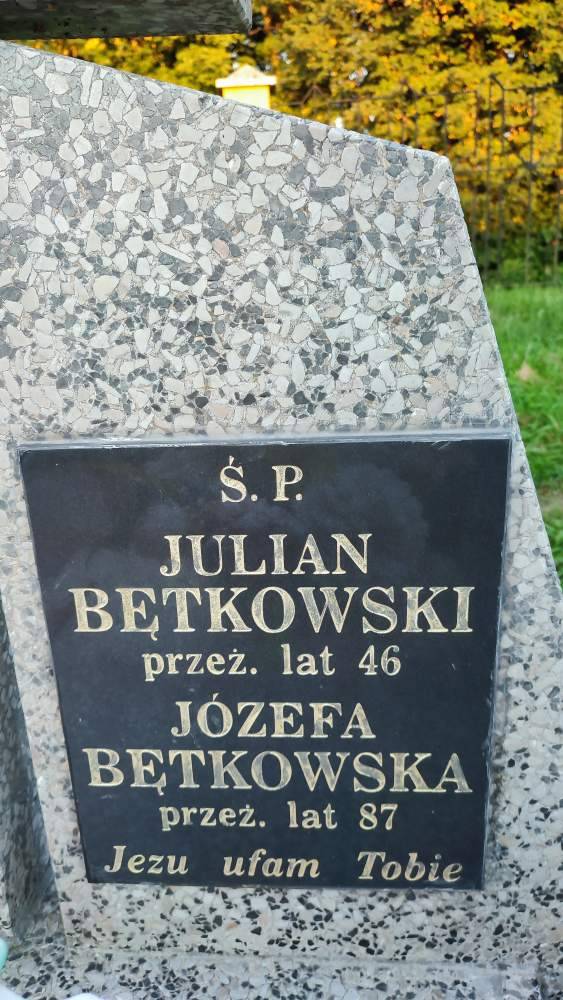 Ś. P.
JULIAN
BĘTKOWSKI
przeż. lat 46
JÓZEFA
BĘTKOWSKA
przeż. lat 87
Jezu ufam Tobie